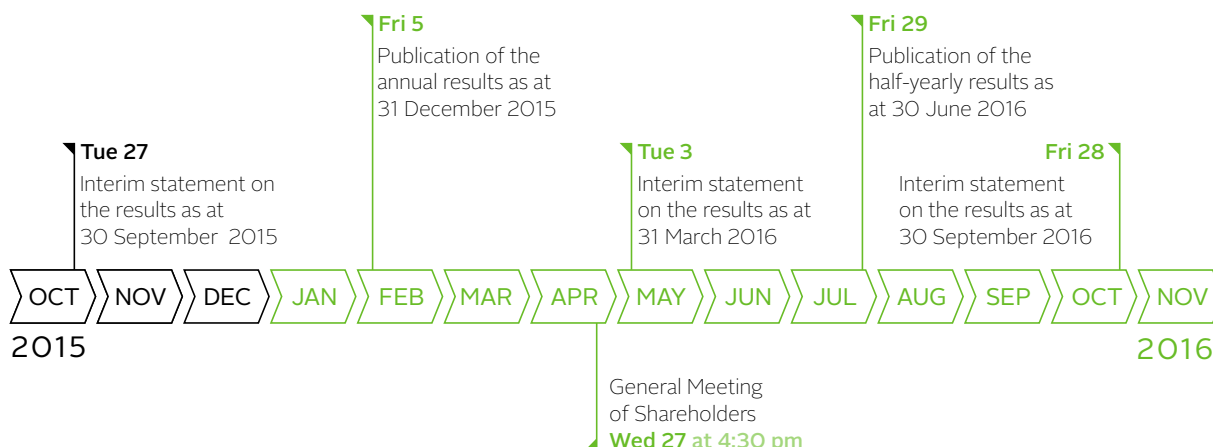 Fri 5
Publication of the
annual results as at
31 December 2015
Fri 29
Publication of the
half-yearly results as
at 30 June 2016
Tue 27
Interim statement on
the results as at
30 September 2015
Tue 3
Interim statement
on the results as at
31 March 2016
Fri 28
Interim statement
on the results as at
30 September 2016
OCT NOV DEC JAN FEB MAR APR MAY JUN JUL AUG SEP OCT NOV
2015 2016
General Meeting
of Shareholders
Wed 27 at 4:30 pm